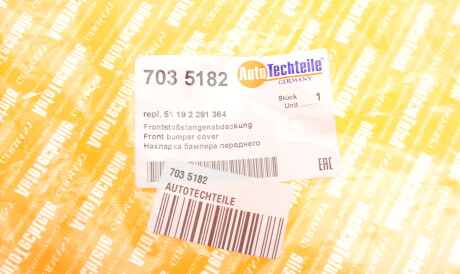 703 5182
AutoTechteile
GERMANY
repl. 51 19 2 291 364
Stück
Unit
1
Frontstoßstangenabdeckung
Front bumper cover
Накладка бампера переднего
EAC
703 5182
AUTOTECHTEILE